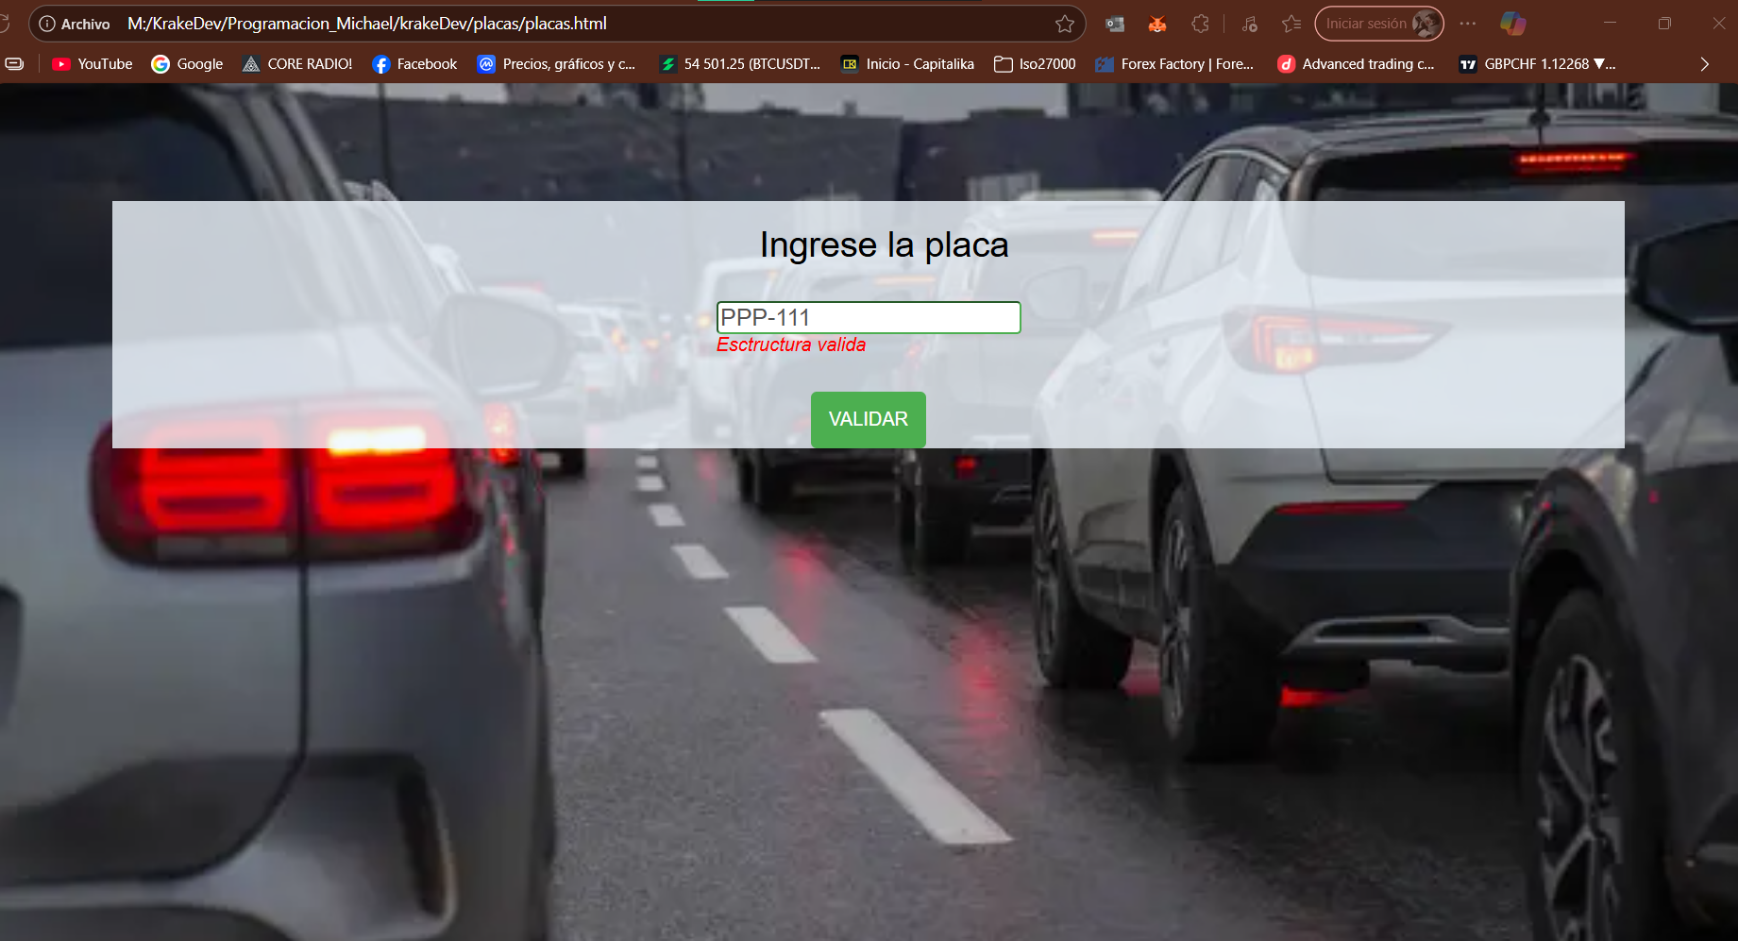 Archivo M:/KrakeDev/Programacion_Michael/krakeDev/placas/placas.html Iniciar sesión
YouTube Google CORE RADIO! Facebook Precios, gráficos y c... 54 501.25 (BTCUSDT... Inicio - Capitalika Iso27000 Forex Factory | Fore... Advanced trading c... GBPCHF 1.12268 ▼...
Ingrese la placa
PPP-111
Esctructura valida
VALIDAR